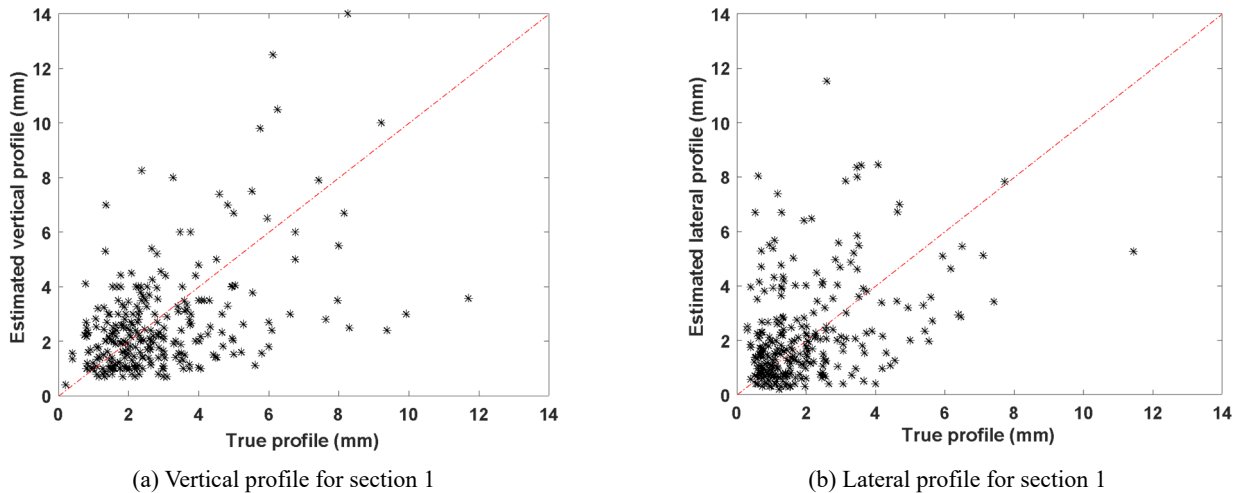 14
12
10
8
6
4
2
0
Estimated vertical profile (mm)
0 2 4 6 8 10 12 14
True profile (mm)
(a) Vertical profile for section 1
14
12
10
8
6
4
2
0
Estimated lateral profile (mm)
0 2 4 6 8 10 12 14
True profile (mm)
(b) Lateral profile for section 1